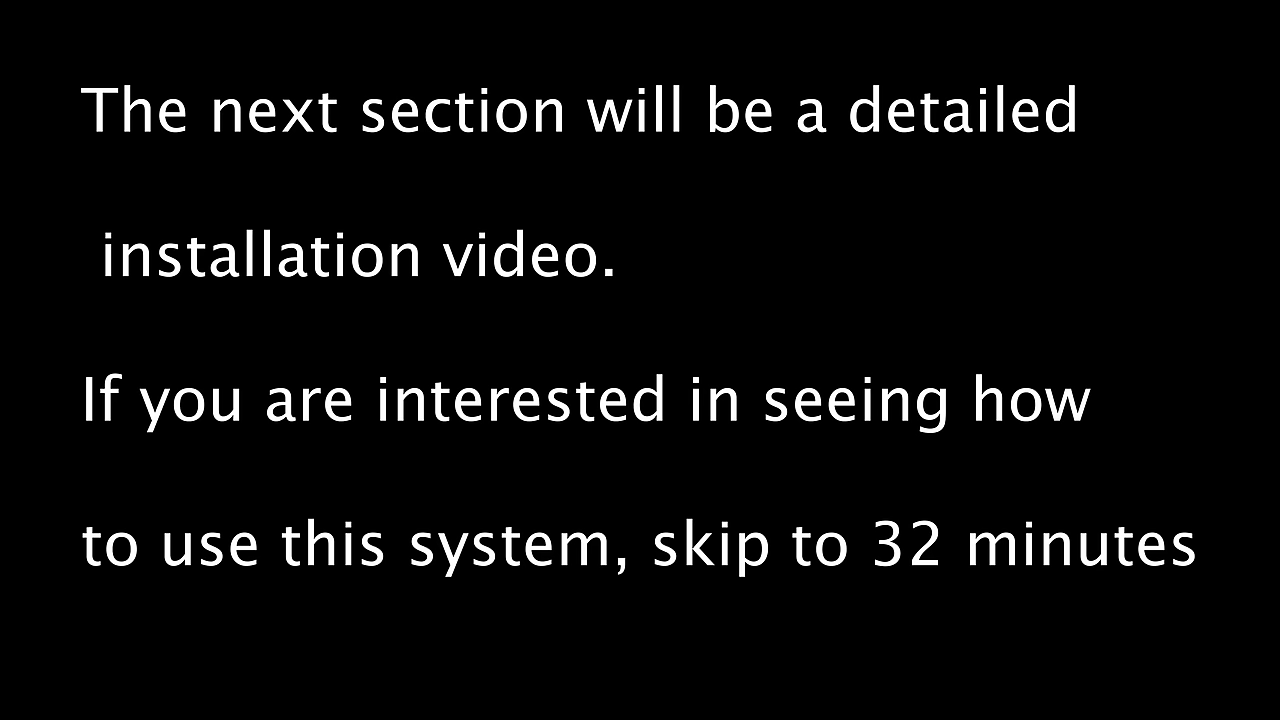 The next section will be a detailed
installation video.
If you are interested in seeing how
to use this system, skip to 32 minutes